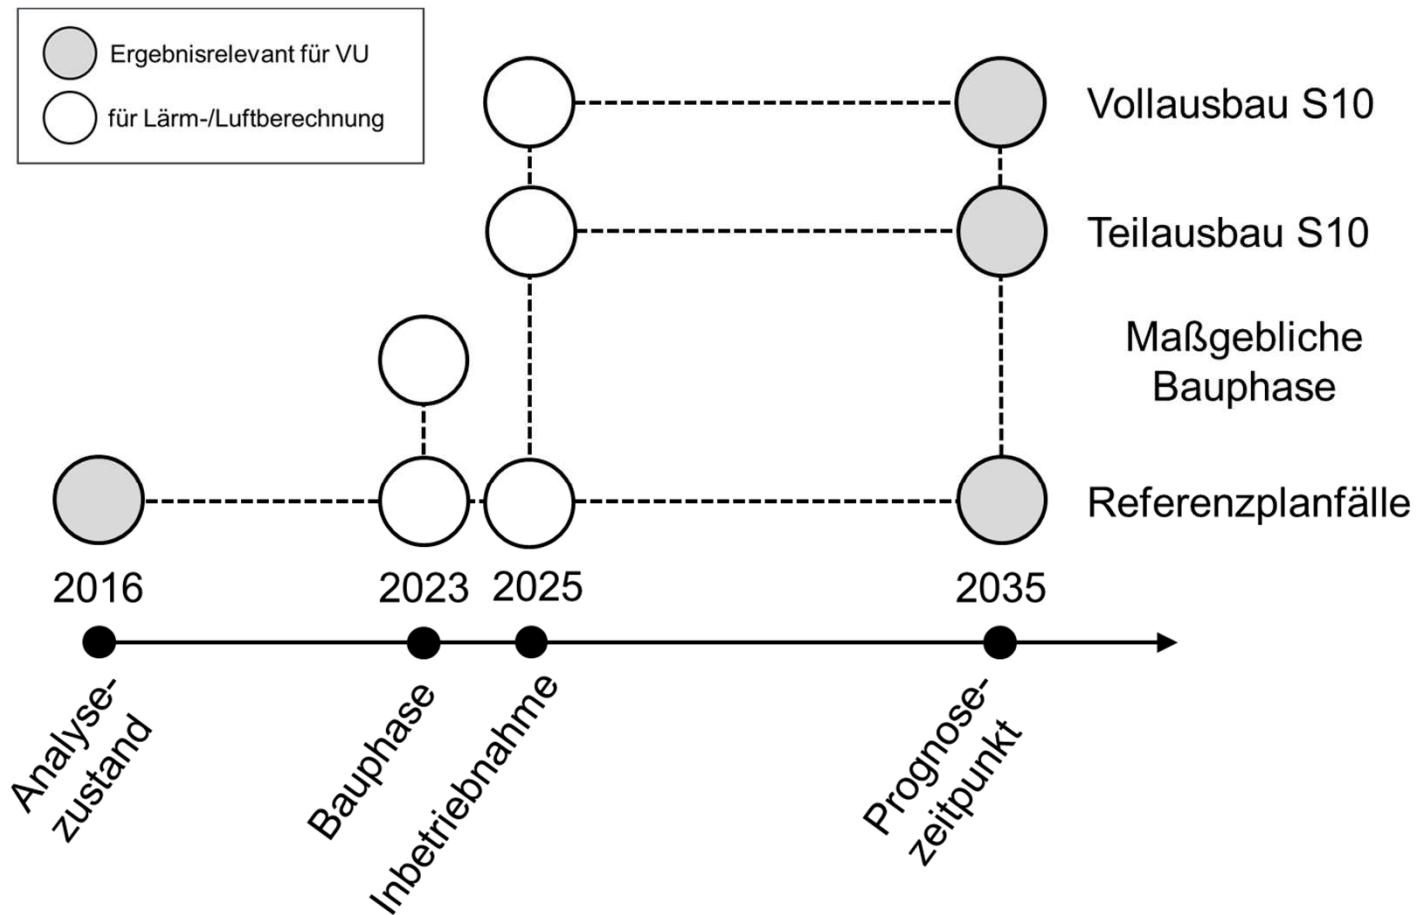 Ergebnisrelevant für VU
für Lärm-/Luftberechnung
Vollausbau S10
Teilausbau S10
Maßgebliche
Bauphase
Referenzplanfälle
2016
2023
2025
2035
Analyse-
zustand
Bauphase
Inbetriebnahme
Prognose-
zeitpunkt